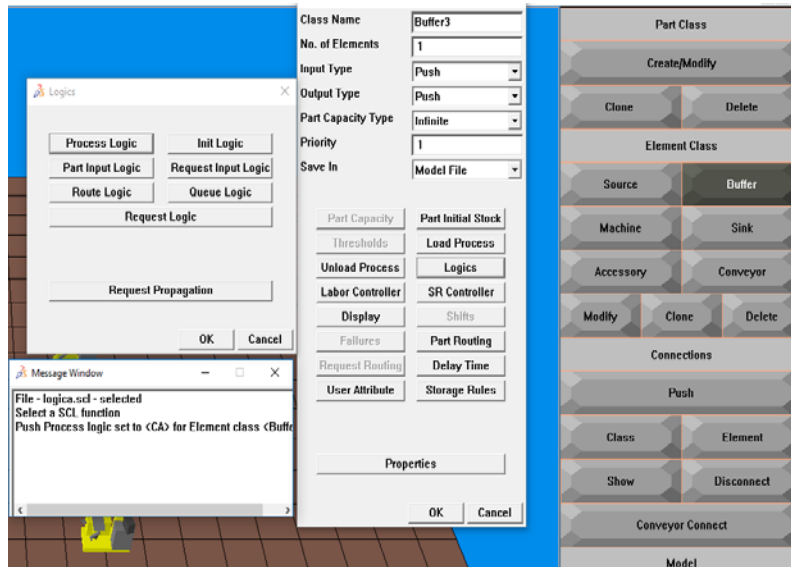 Logics
Process Logic
Init Logic
Part Input Logic
Request Input Logic
Route Logic
Queue Logic
Request Logic
Request Propagation
OK
Cancel
Message Window
File - logica.scl - selected
Select a SCL function
Push Process logic set to <CA> for Element class <Buffe
Class Name
Buffer3
No. of Elements
1
Input Type
Push
Output Type
Push
Part Capacity Type
Infinite
Priority
1
Save In
Model File
Part Capacity
Part Initial Stock
Thresholds
Load Process
Unload Process
Logics
Labor Controller
SR Controller
Display
Shifts
Failures
Part Routing
Request Routing
Delay Time
User Attribute
Storage Rules
Properties
OK
Cancel
Part Class
Create/Modify
Clone
Delete
Element Class
Source
Buffer
Machine
Sink
Accessory
Conveyor
Modify
Clone
Delete
Connections
Push
Class
Element
Show
Disconnect
Conveyor Connect
Model